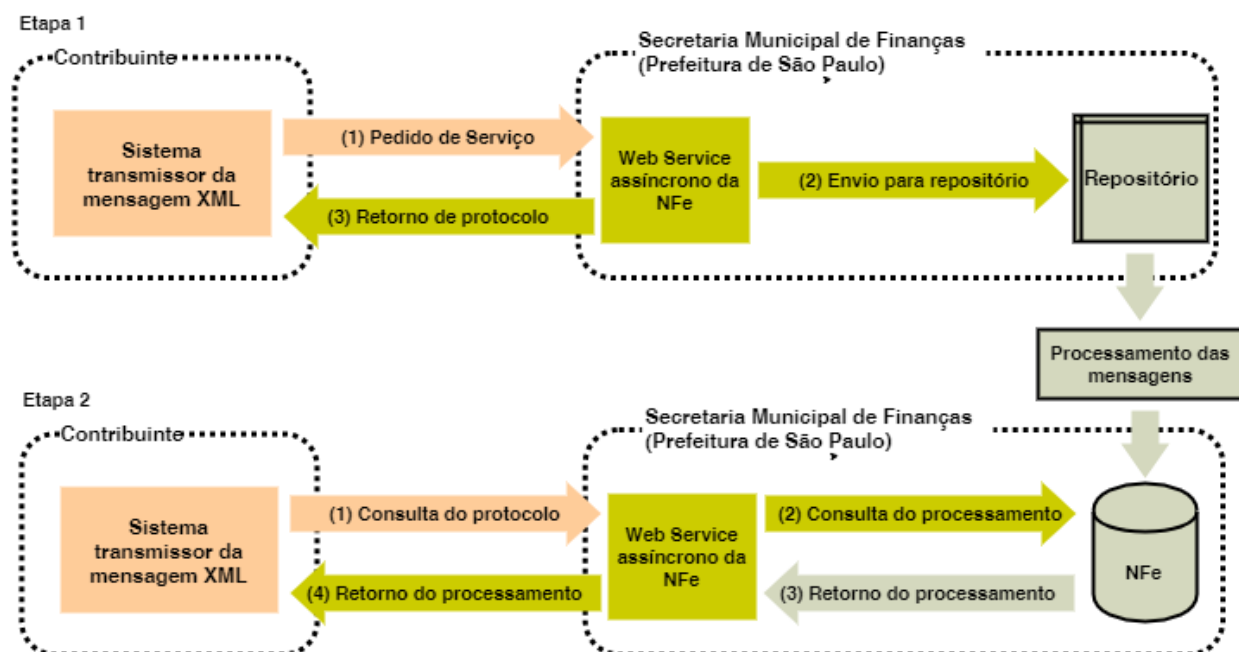 Etapa 1
Contribuinte
Secretaria Municipal de Finanças
(Prefeitura de São Paulo)
Sistema
transmissor da
mensagem XML
(1) Pedido de Serviço
(3) Retorno de protocolo
Web Service
assíncrono da
NFe
(2) Envio para repositório
Repositório
Processamento das
mensagens
Etapa 2
Contribuinte
Secretaria Municipal de Finanças
(Prefeitura de São Paulo)
Sistema
transmissor da
mensagem XML
(1) Consulta do protocolo
(4) Retorno do processamento
Web Service
assíncrono da
NFe
(2) Consulta do processamento
(3) Retorno do processamento
NFe